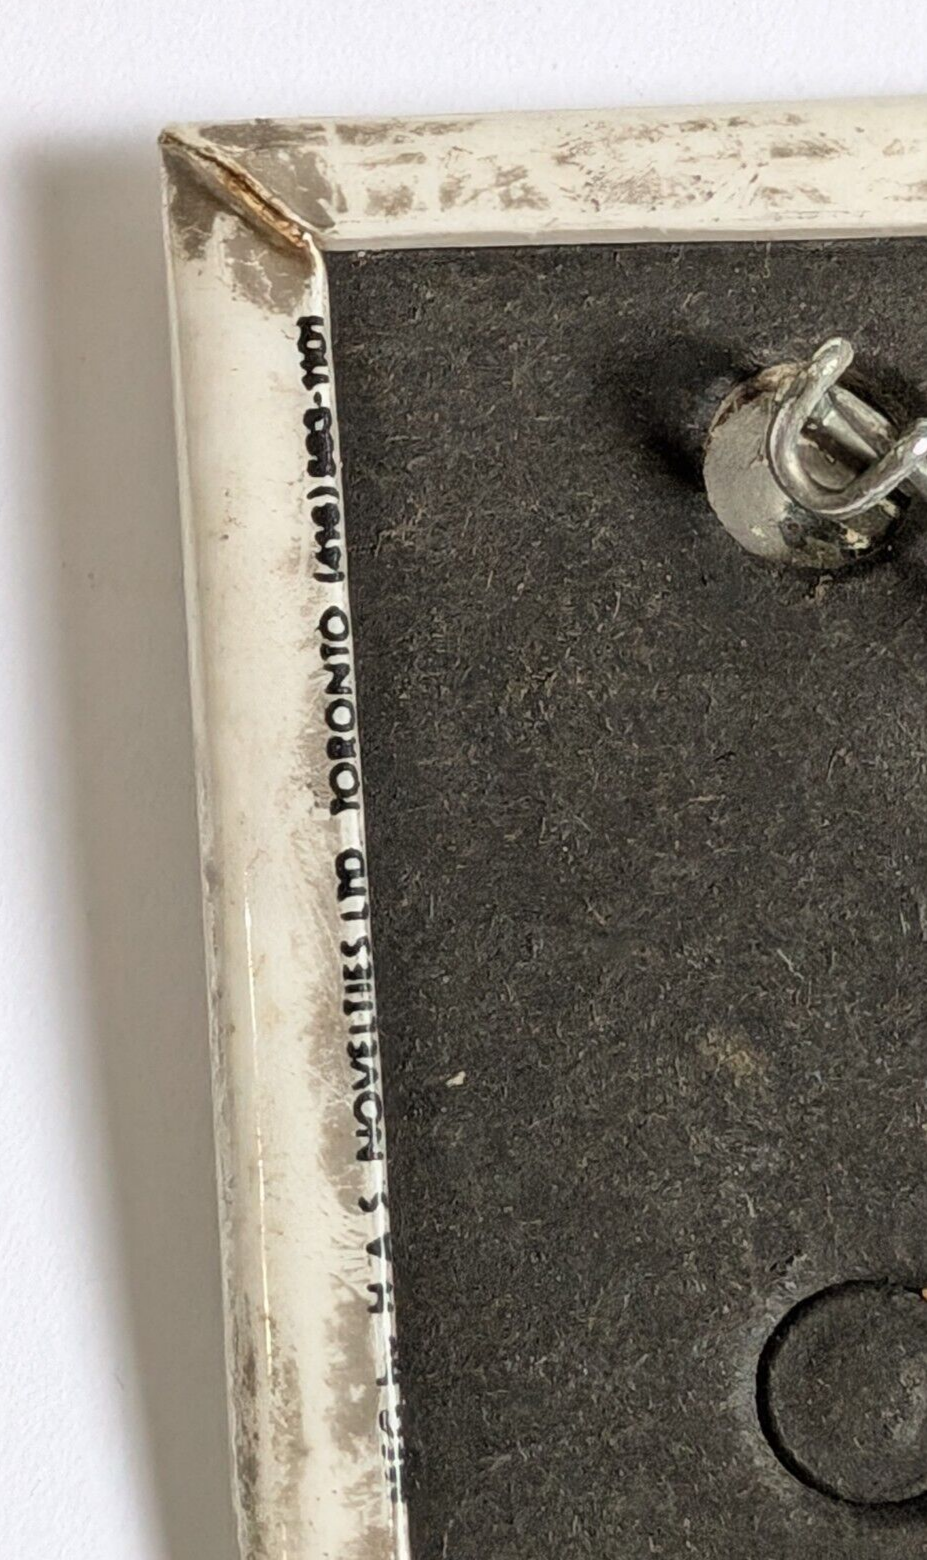 H A S NOVELTIES LTD TORONTO (416) 593-1101